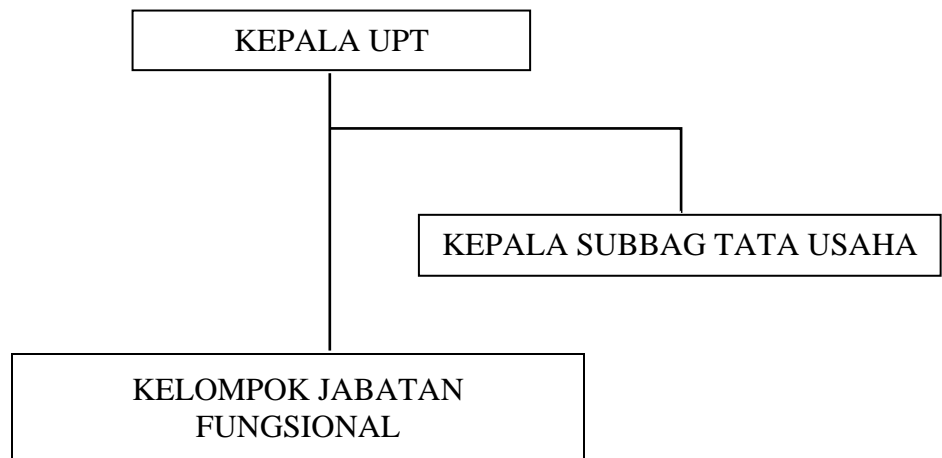 KEPALA UPT
KEPALA SUBBAG TATA USAHA
KELOMPOK JABATAN
FUNGSIONAL